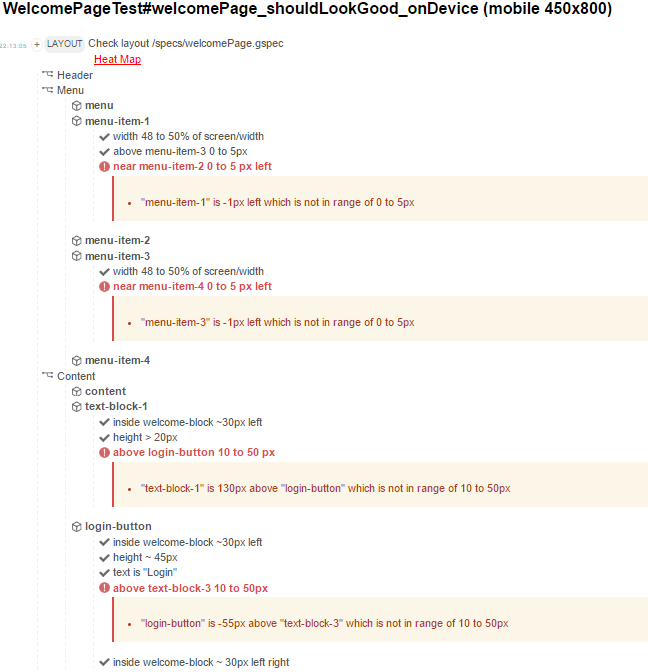 WelcomePageTest#welcomePage_shouldLookGood_onDevice (mobile 450x800)
22:13:05 + LAYOUT Check layout /specs/welcomePage.gspec
Heat Map
Header
Menu
menu
menu-item-1
width 48 to 50% of screen/width
above menu-item-3 0 to 5px
near menu-item-2 0 to 5 px left
"menu-item-1" is -1px left which is not in range of 0 to 5px
menu-item-2
menu-item-3
width 48 to 50% of screen/width
near menu-item-4 0 to 5 px left
"menu-item-3" is -1px left which is not in range of 0 to 5px
menu-item-4
Content
content
text-block-1
inside welcome-block ~30px left
height > 20px
above login-button 10 to 50 px
"text-block-1" is 130px above "login-button" which is not in range of 10 to 50px
login-button
inside welcome-block ~30px left
height ~ 45px
text is "Login"
above text-block-3 10 to 50px
"login-button" is -55px above "text-block-3" which is not in range of 10 to 50px
inside welcome-block ~ 30px left right